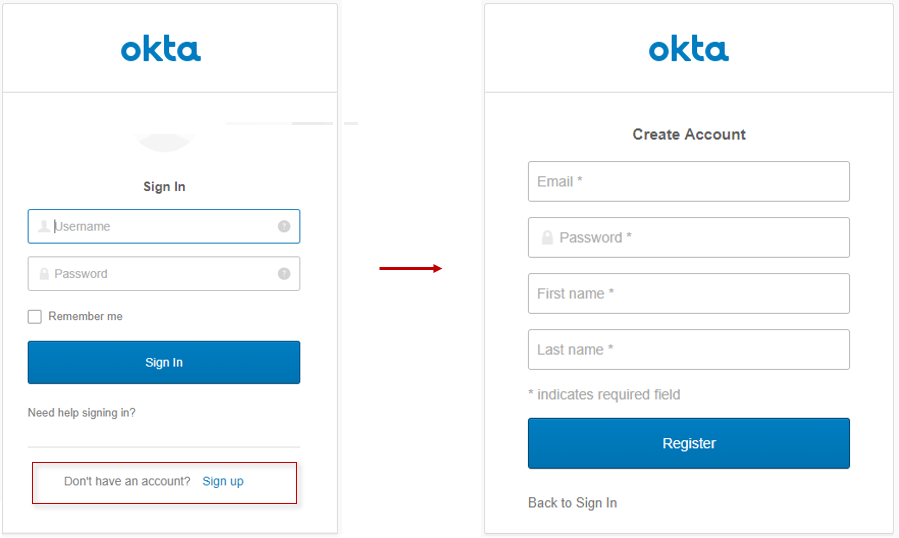 okta
Sign In
Username
Password
Remember me
Sign In
Need help signing in?
Don't have an account? Sign up
okta
Create Account
Email *
Password *
First name *
Last name *
* indicates required field
Register
Back to Sign In